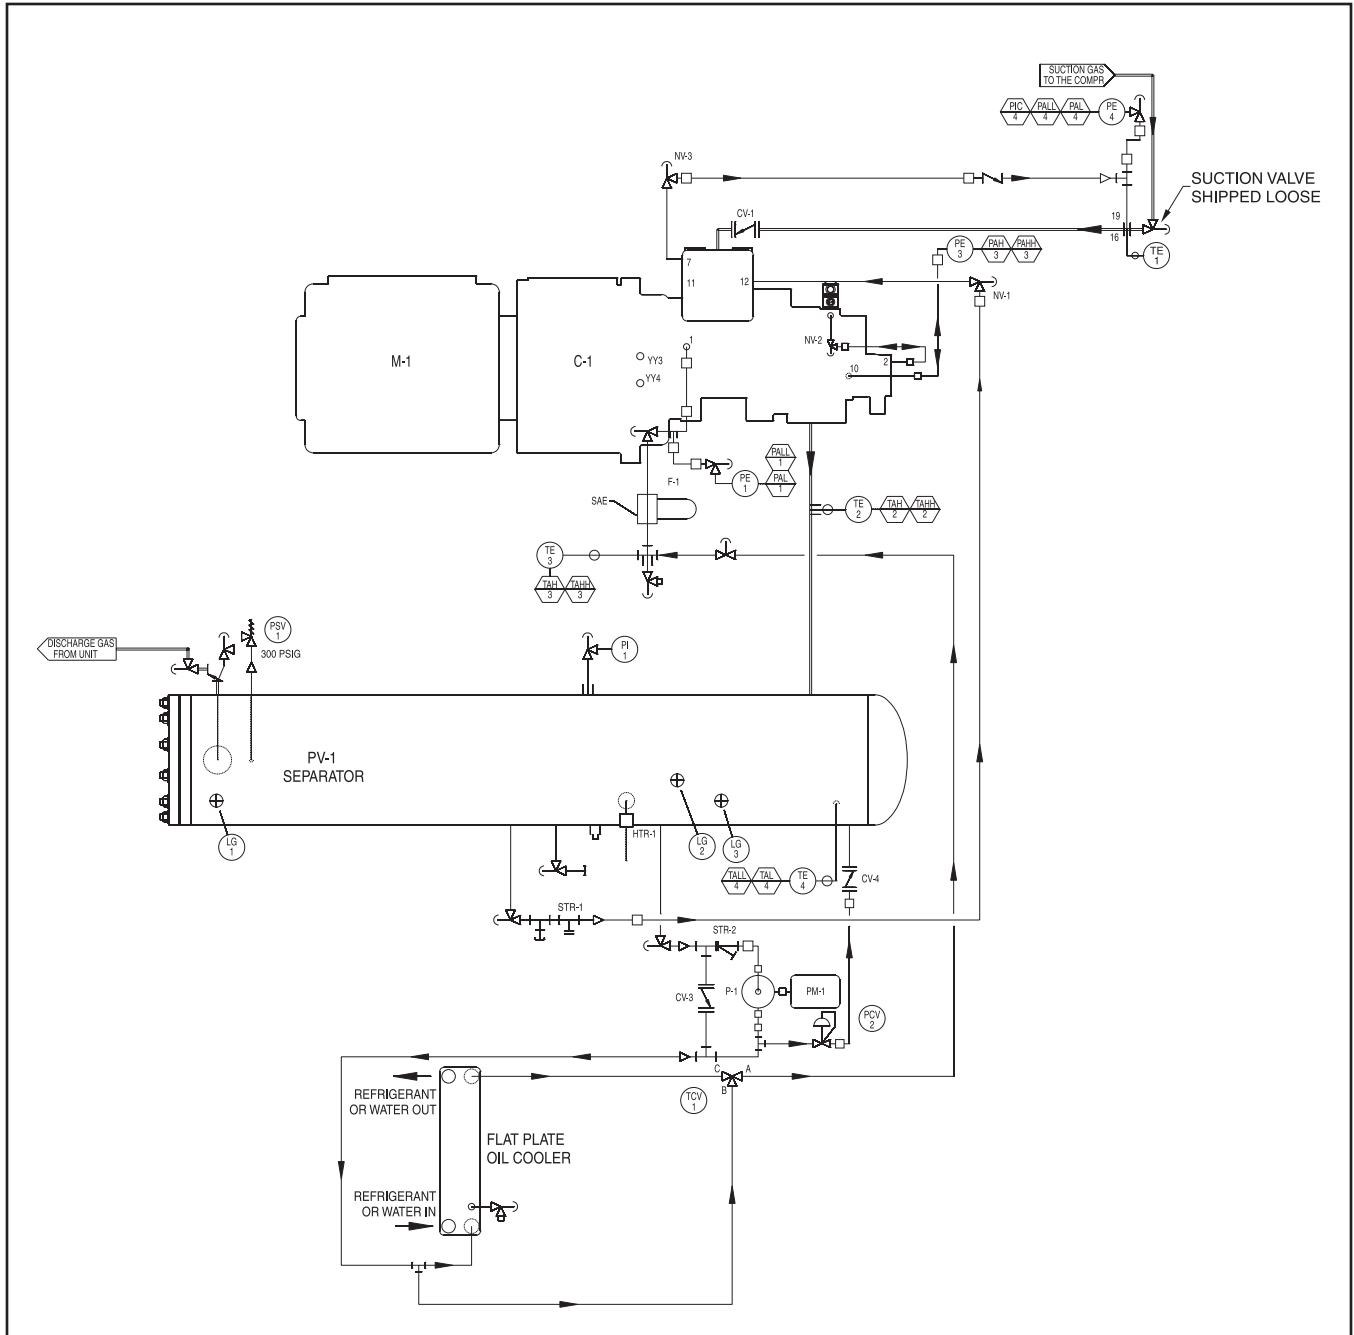 SUCTION GAS
TO THE COMPR
PIC
4
PALL
4
PAL
4
PE
4
NV-3
SUCTION VALVE
SHIPPED LOOSE
CV-1
19
16
PE
3
PAH
3
PAHH
3
TE
1
7
11
12
NV-1
M-1
C-1
YY3
YY4
1
NV-2
2
10
PALL
1
F-1
PE
1
PAL
1
SAE
TE
2
TAH
2
TAHH
2
TE
3
TAH
3
TAHH
3
DISCHARGE GAS
FROM UNIT
PSV
1
300 PSIG
PI
1
PV-1
SEPARATOR
LG
1
HTR-1
LG
2
LG
3
TALL
4
TAL
4
TE
4
CV-4
STR-1
STR-2
CV-3
P-1
PM-1
PCV
2
C
A
B
TCV
1
REFRIGERANT
OR WATER OUT
FLAT PLATE
OIL COOLER
REFRIGERANT
OR WATER IN